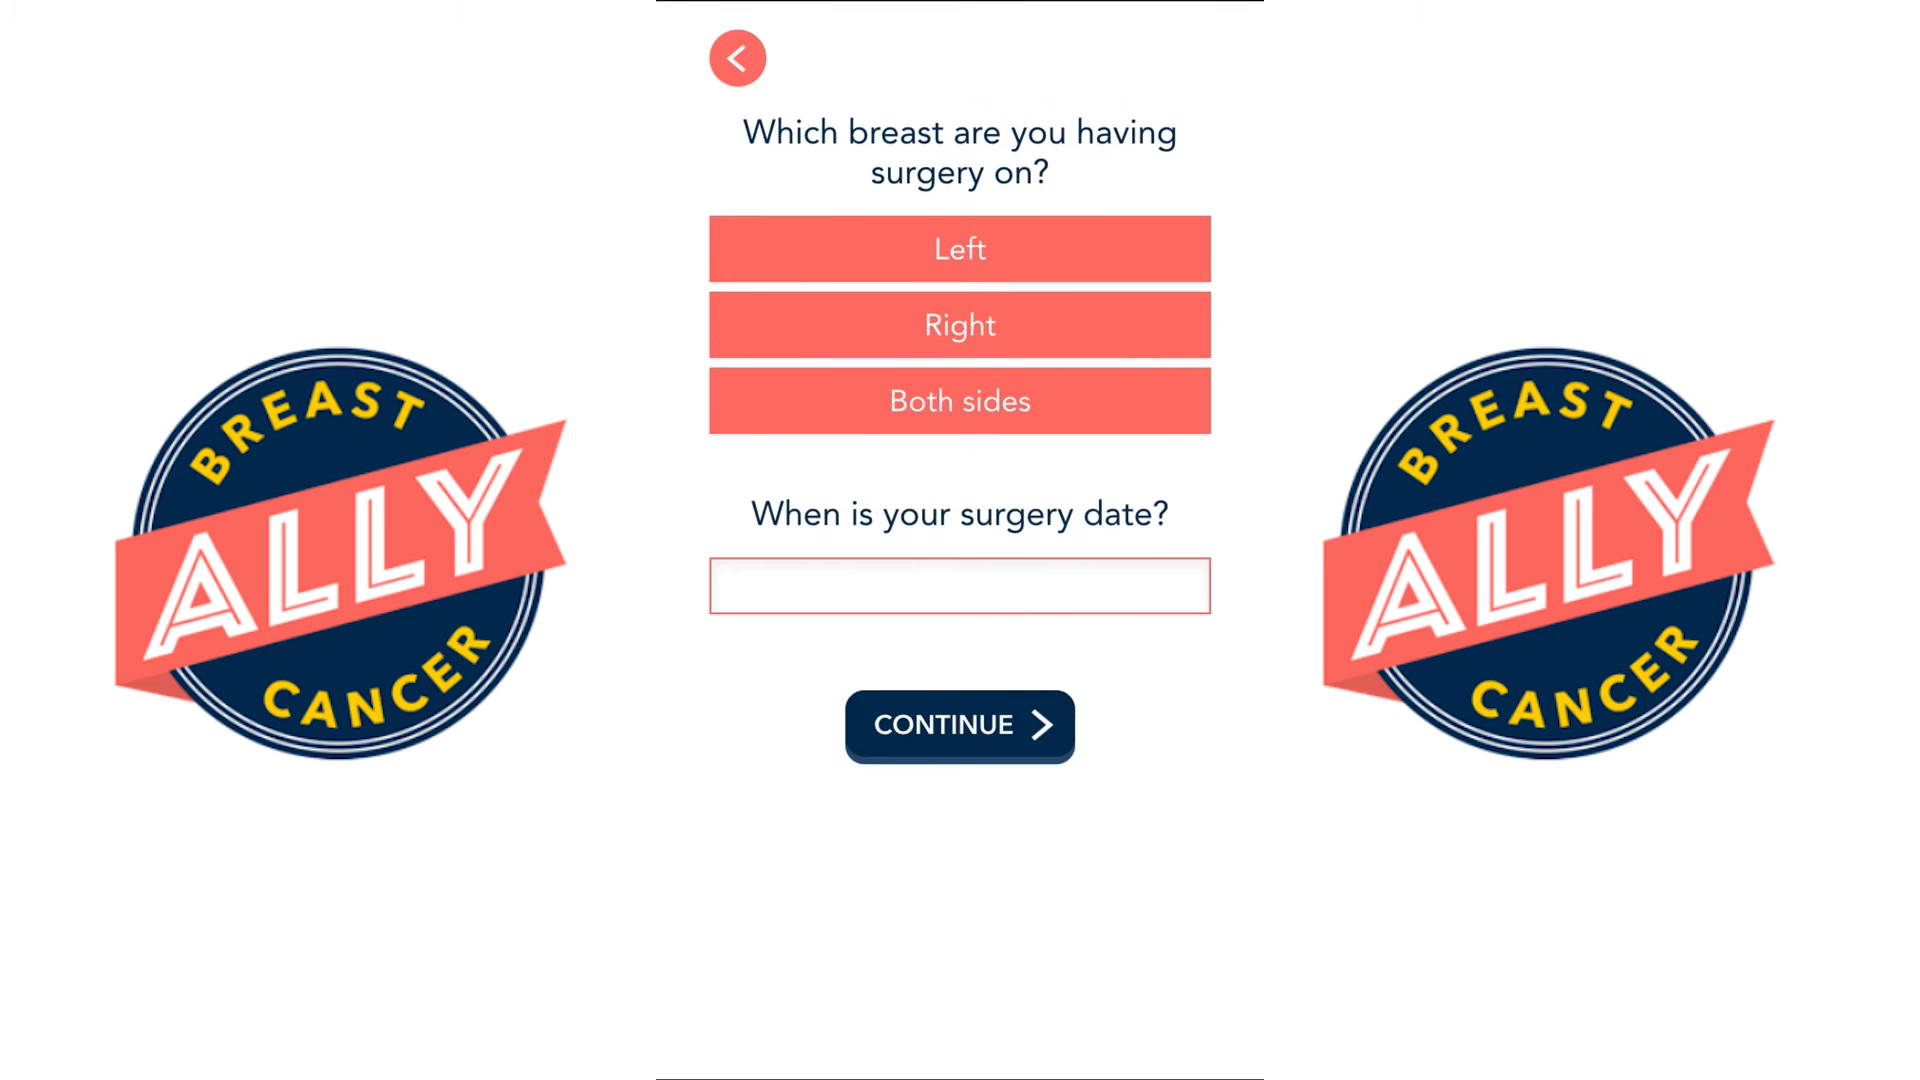 BREAST
ALLY
CANCER
Which breast are you having
surgery on?
Left
Right
Both sides
When is your surgery date?
CONTINUE
BREAST
ALLY
CANCER